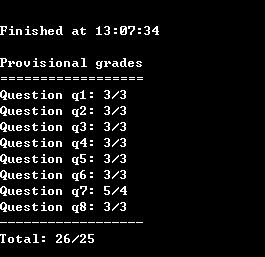 Finished at 13:07:34
Provisional grades
==================
Question q1: 3/3
Question q2: 3/3
Question q3: 3/3
Question q4: 3/3
Question q5: 3/3
Question q6: 3/3
Question q7: 5/4
Question q8: 3/3
------------------
Total: 26/25